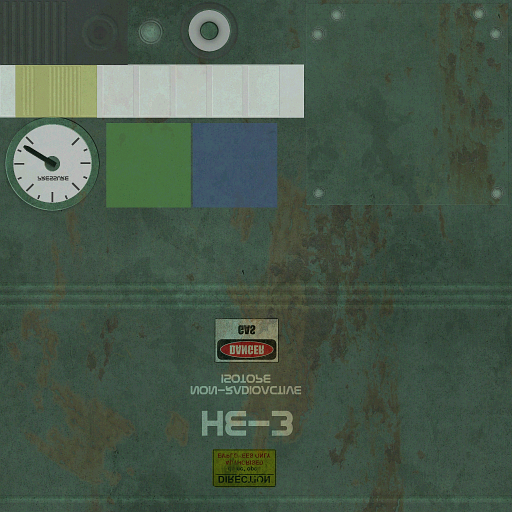 DIRECTION
HE-3
NON-RADIOACTIVE
ISOTOPE
DANGER
GAS
PRESSURE